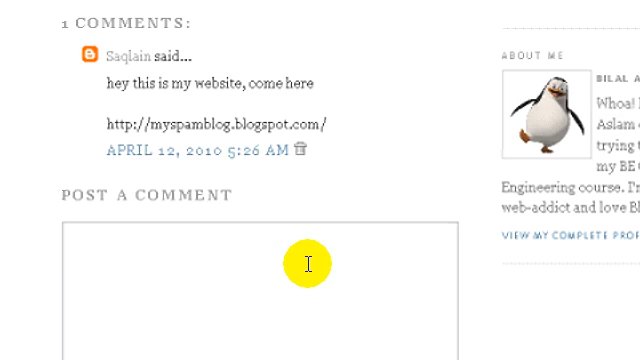 1 COMMENTS:
Saqlain said...
hey this is my website, come here
http://myspamblog.blogspot.com/
APRIL 12, 2010 5:26 AM
POST A COMMENT
ABOUT ME
BILAL A
Whoa!
Aslam
trying
my BE
Engineering course. I'
web-addict and love
VIEW MY COMPLETE PROF